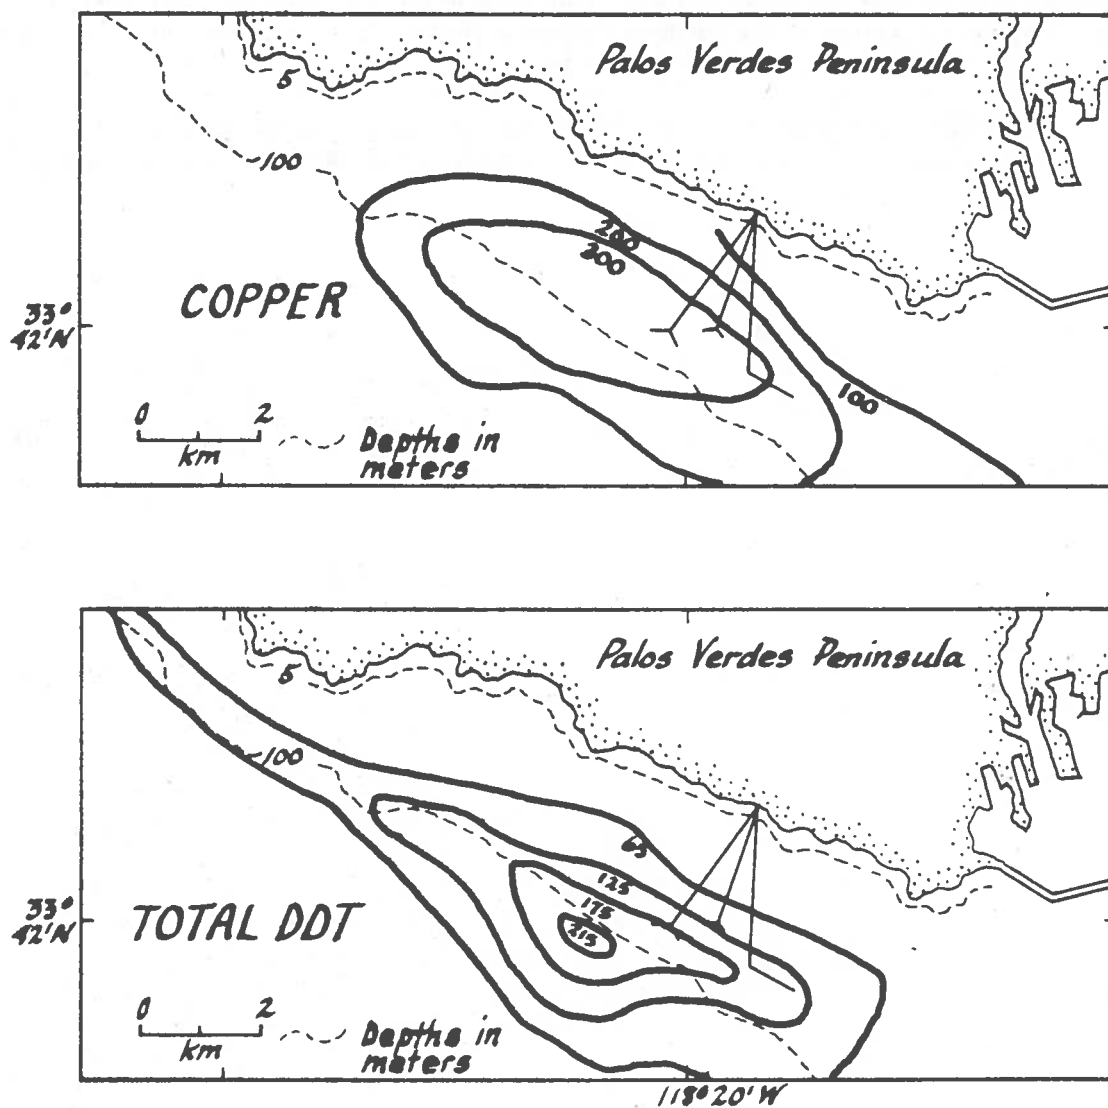 Palos Verdes Peninsula
5
100
200
300
COPPER
33°
42'N
100
0 2
km
Depths in
meters
Palos Verdes Peninsula
5
100
65
125
175
215
33°
42'N
TOTAL DDT
0 2
km
Depths in
meters
118°20'W